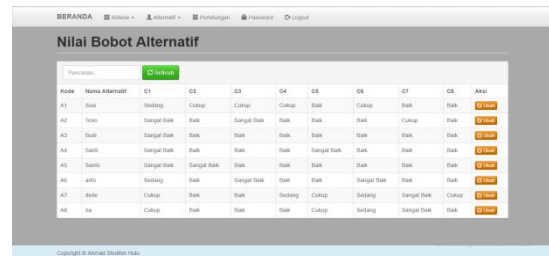 BERANDA Kriteria Alternatif Perhitungan Password Logout
Nilai Bobot Alternatif
Pencarian... Refresh
Kode Nama Alternatif C1 C2 C3 C4 C5 C6 C7 C8 Aksi
A1 Susi Sedang Cukup Cukup Cukup Baik Cukup Baik Baik Ubah
A2 Tono Sangat Baik Baik Sangat Baik Baik Baik Baik Cukup Baik Ubah
A3 Budi Sangat Baik Baik Baik Baik Baik Baik Baik Baik Ubah
A4 Santi Sangat Baik Baik Baik Baik Sangat Baik Baik Baik Baik Ubah
A5 Santo Sangat Baik Sangat Baik Baik Baik Baik Baik Baik Baik Ubah
A6 anto Sedang Baik Sangat Baik Baik Baik Sangat Baik Baik Baik Ubah
A7 dede Cukup Baik Baik Sedang Cukup Sedang Sangat Baik Cukup Ubah
A8 ria Cukup Baik Baik Baik Cukup Sedang Sangat Baik Baik Ubah
Copyright © Ahmad Hulu